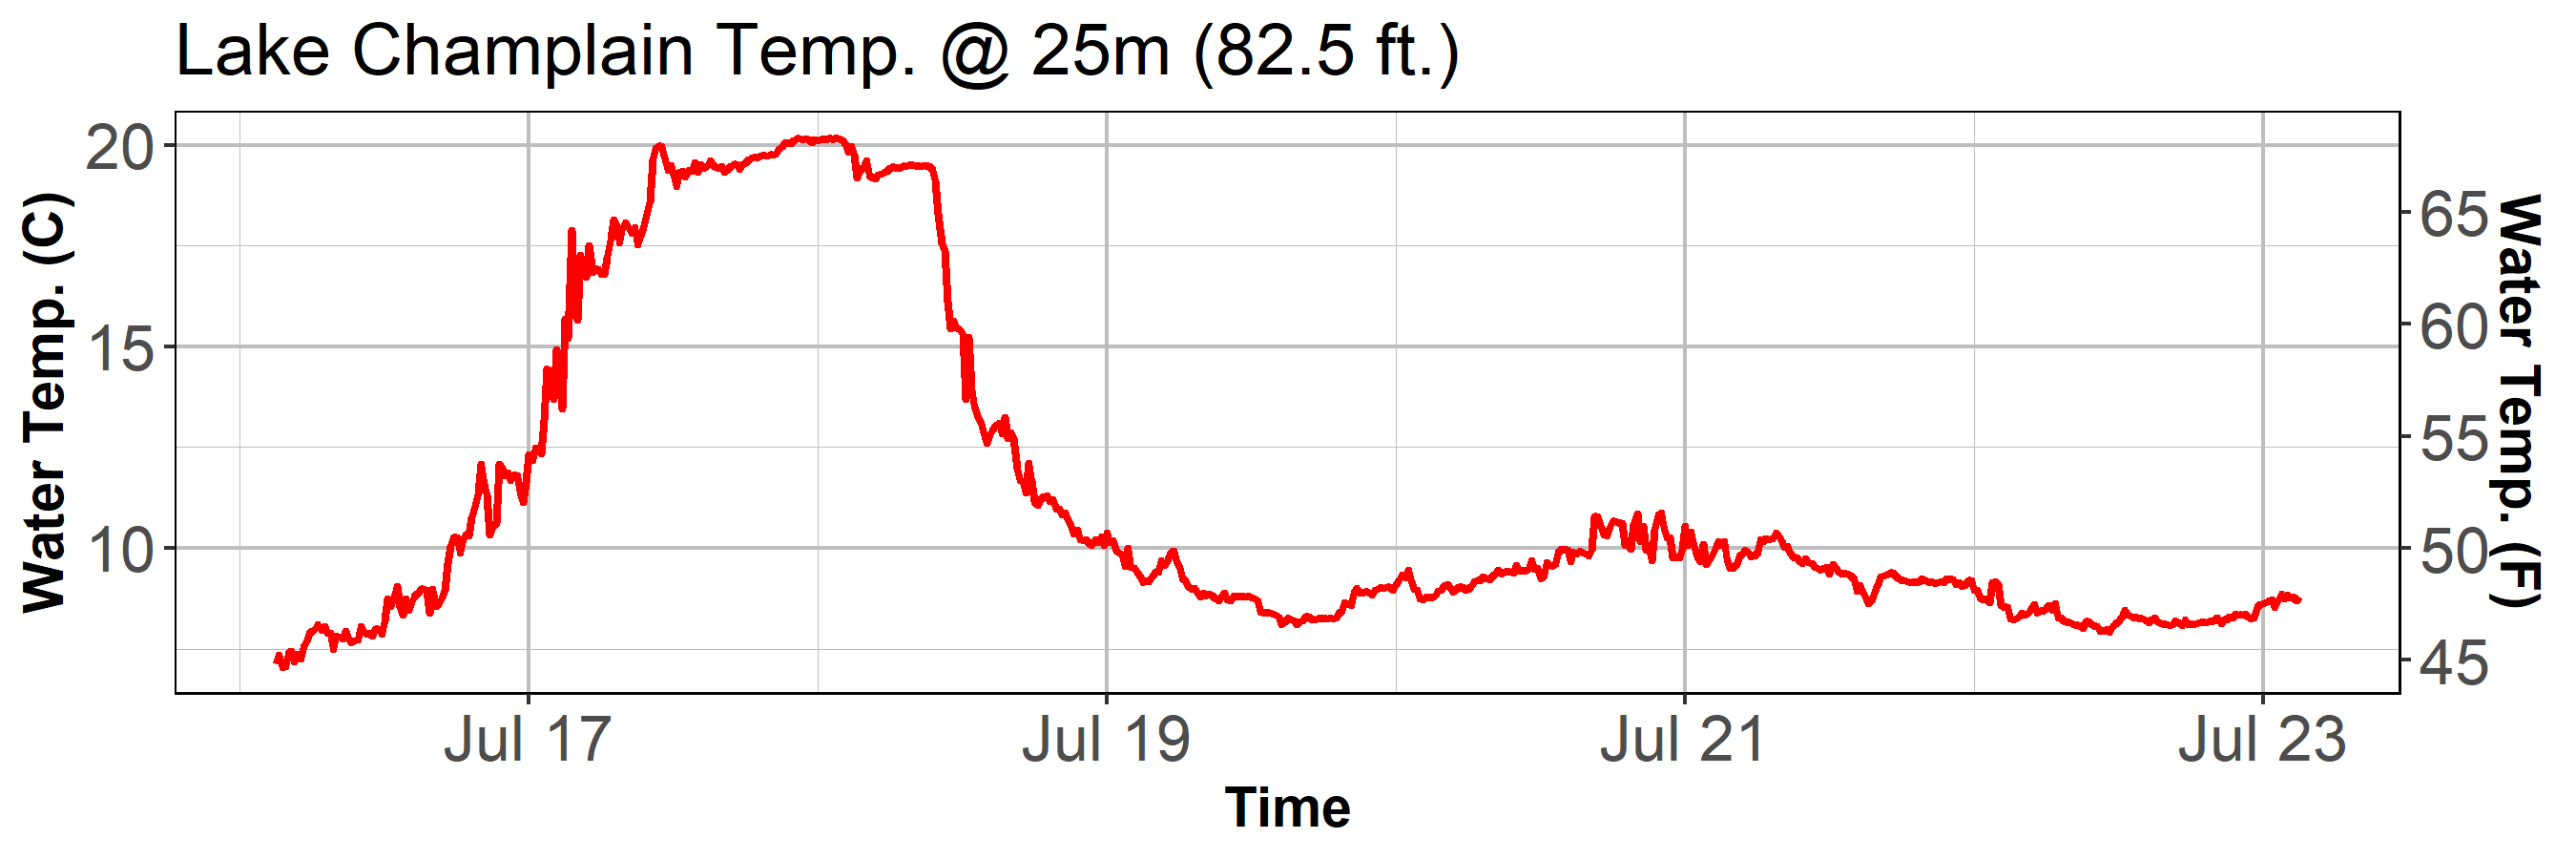 Lake Champlain Temp. @ 25m (82.5 ft.)
Water Temp. (C)
20
15
10
65
60
55
50
45
Water Temp. (F)
Jul 17 Jul 19 Jul 21 Jul 23
Time